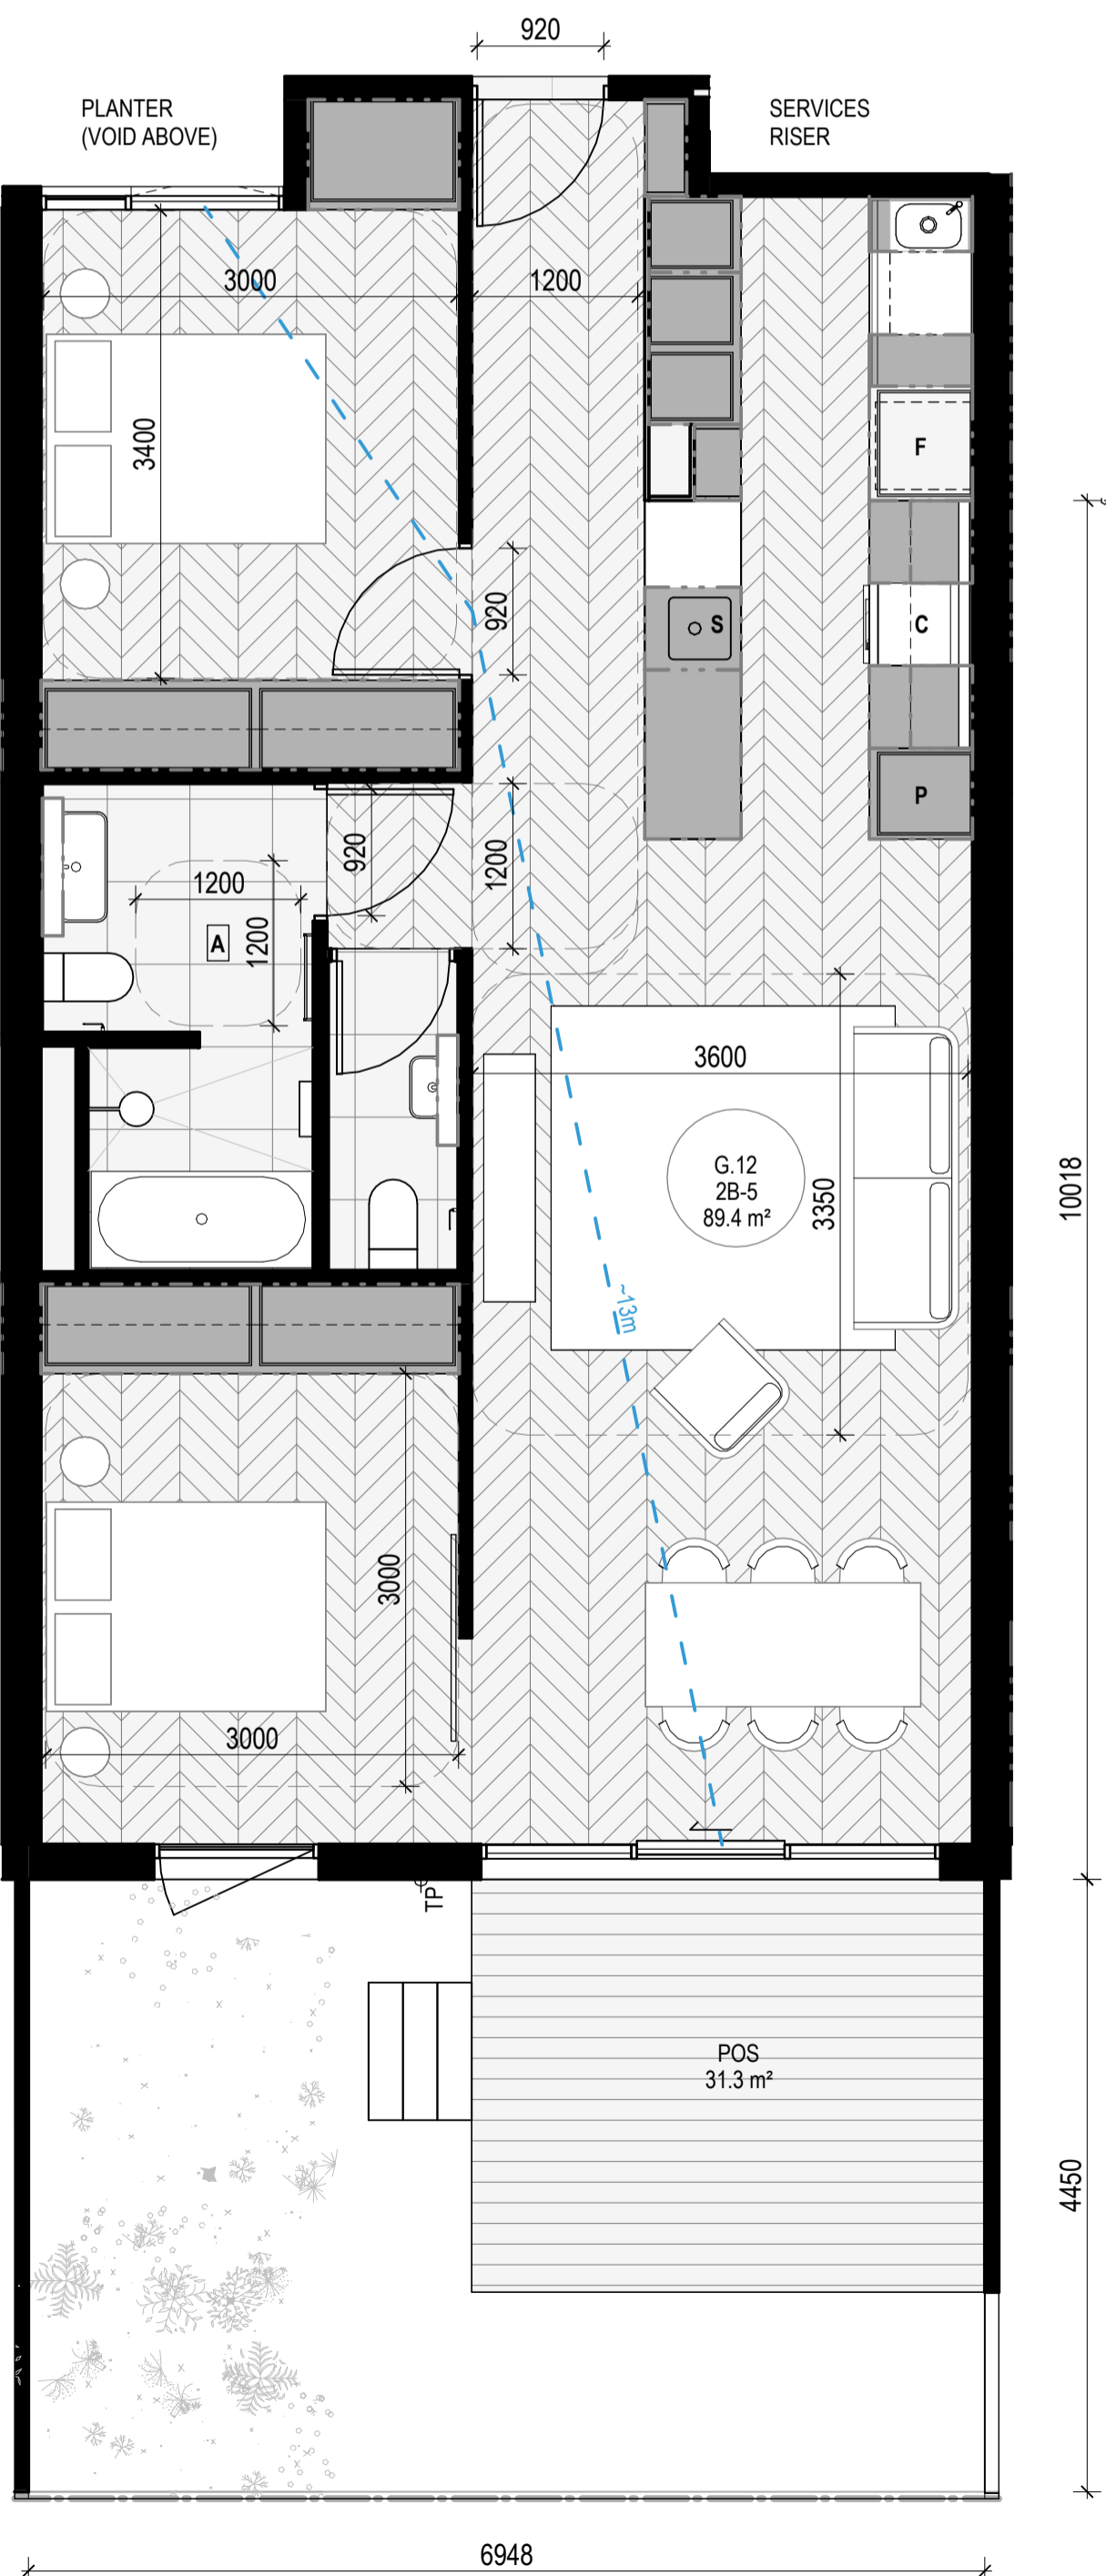 920
PLANTER
(VOID ABOVE)
SERVICES
RISER
3000
1200
3400
F
920
S
C
P
920
1200
1200
A
1200
3600
G.12
2B-5
89.4 m²
3350
10018
~13m
3000
3000
TP
POS
31.3 m²
4450
6948